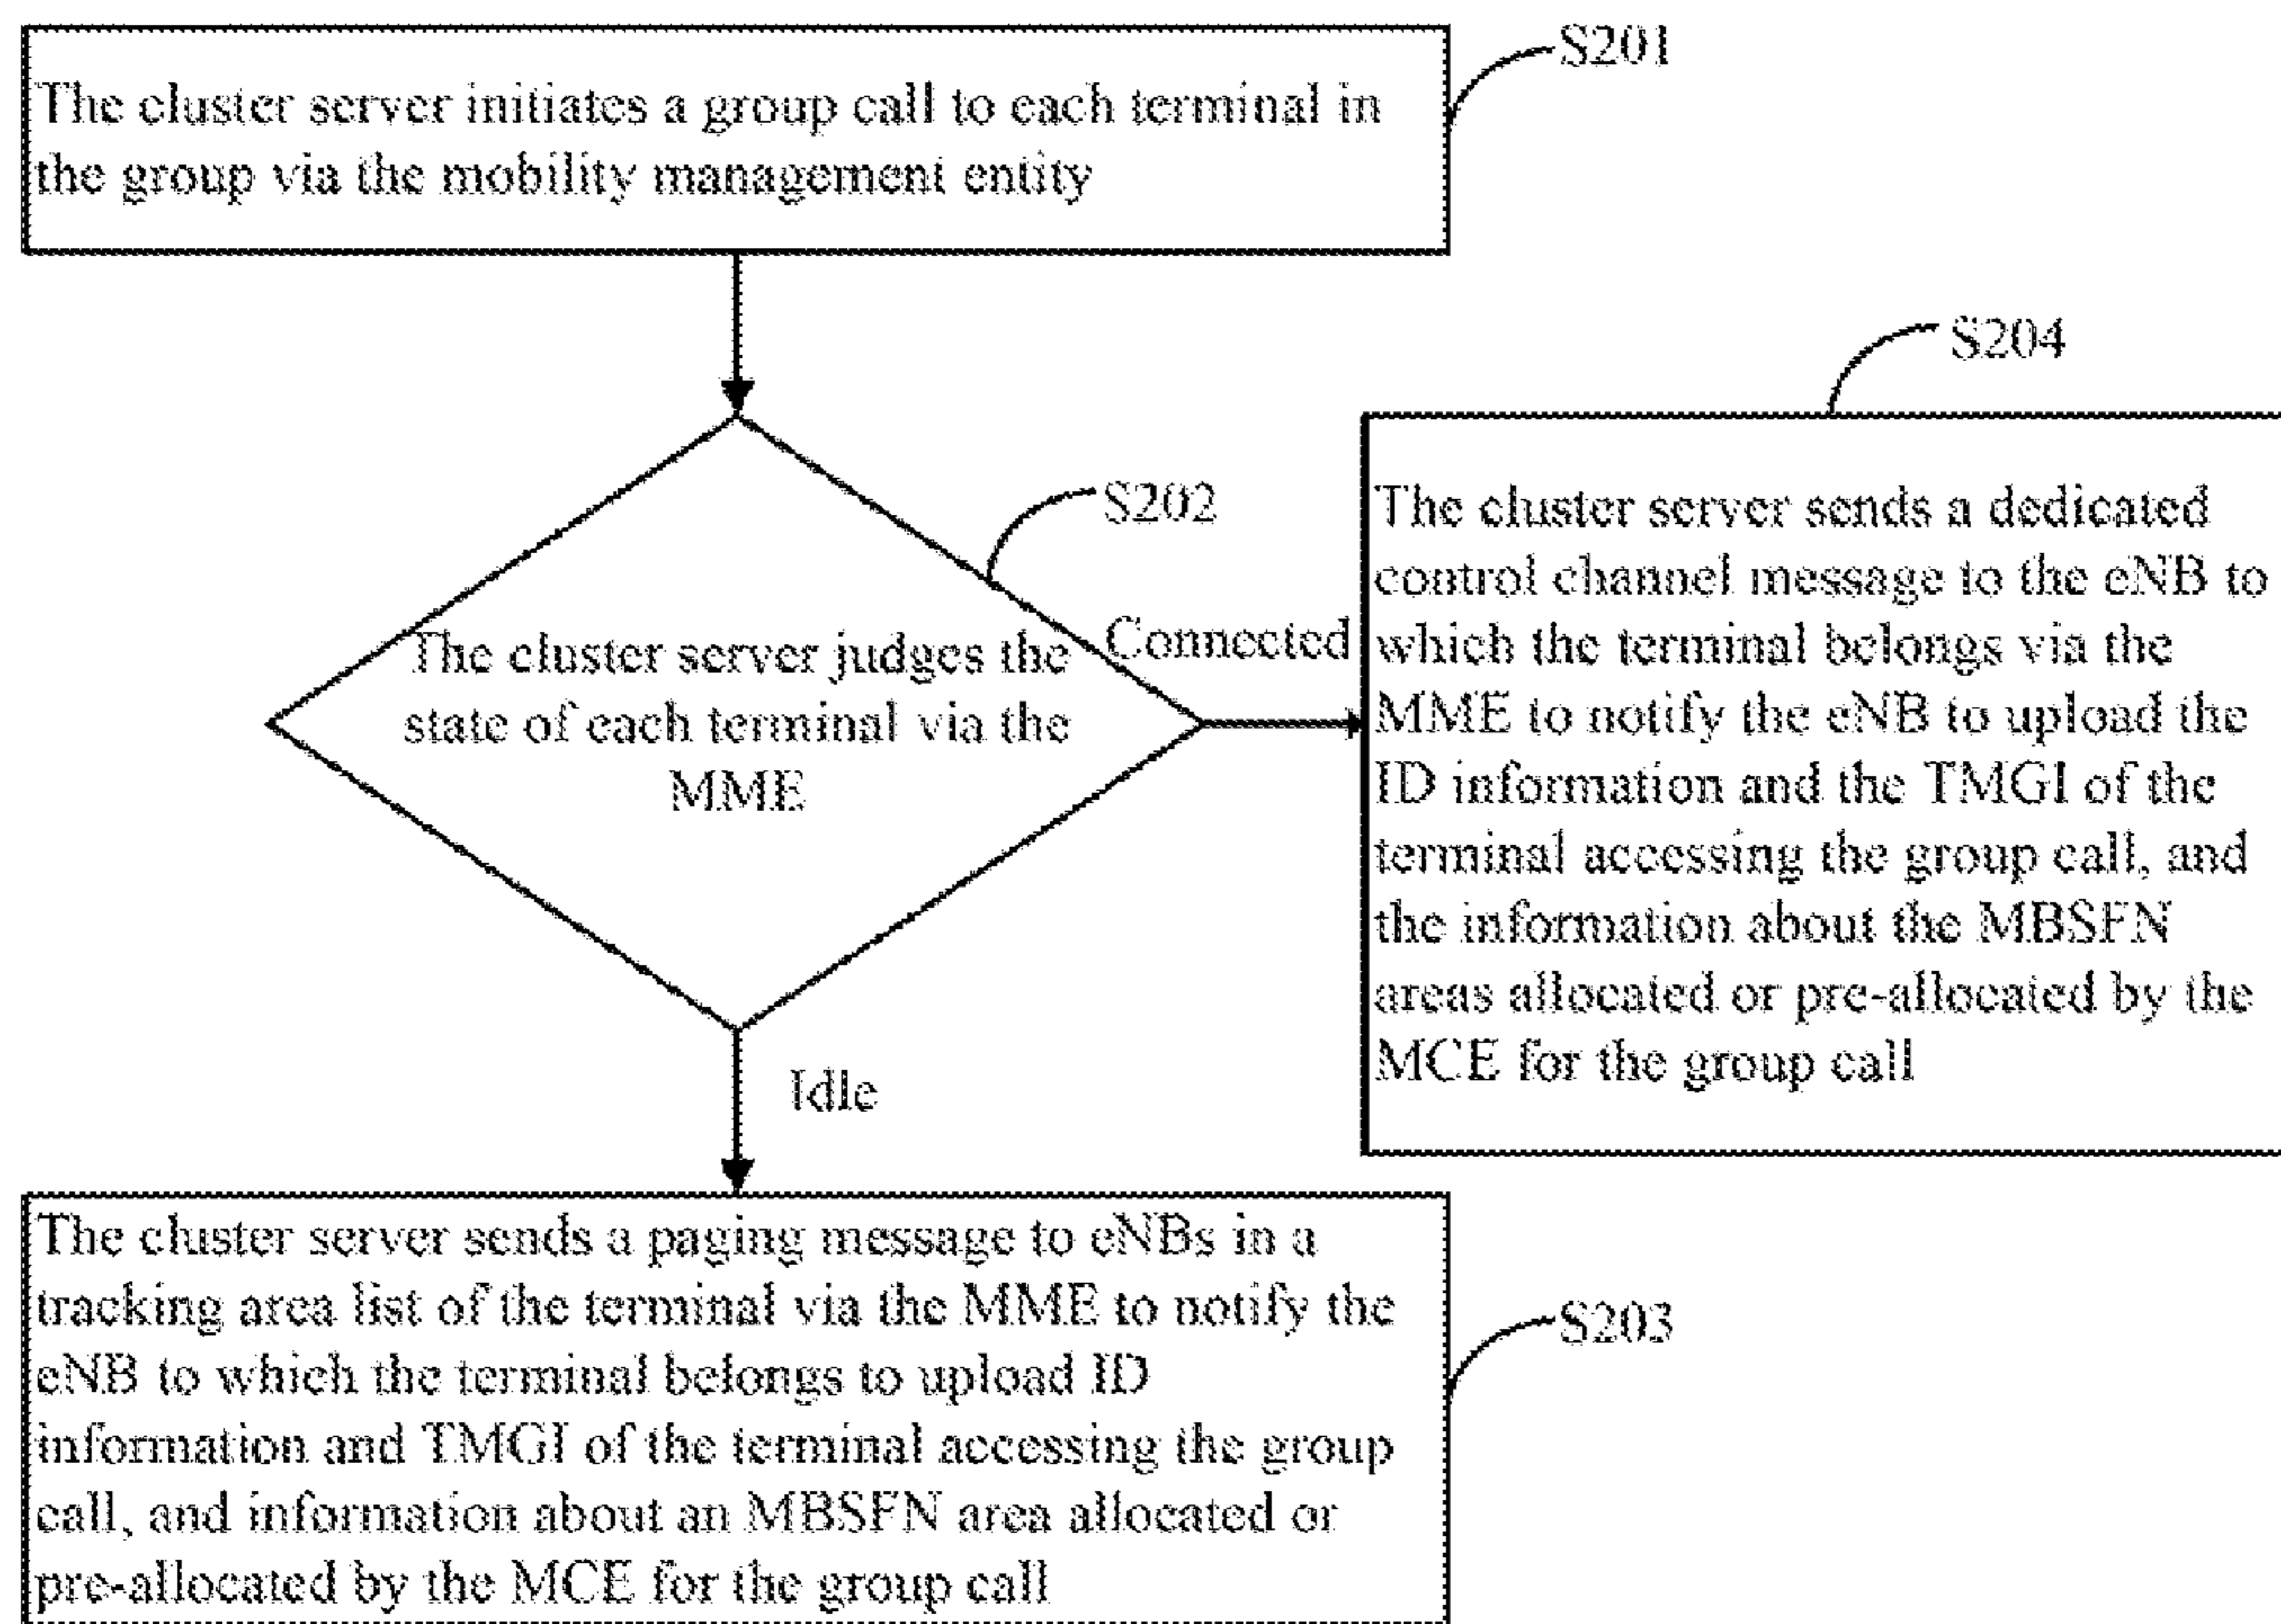 S201
The cluster server initiates a group call to each terminal in
the group via the mobility management entity
S204
S202
The cluster server judges the
state of each terminal via the
MME
Connected
The cluster server sends a dedicated
control channel message to the eNB to
which the terminal belongs via the
MME to notify the eNB to upload the
ID information and the TMGI of the
terminal accessing the group call, and
the information about the MBSFN
areas allocated or pre-allocated by the
MCE for the group call
Idle
The cluster server sends a paging message to eNBs in a
tracking area list of the terminal via the MME to notify the
eNB to which the terminal belongs to upload ID
information and TMGI of the terminal accessing the group
call, and information about an MBSFN area allocated or
pre-allocated by the MCE for the group call
S203